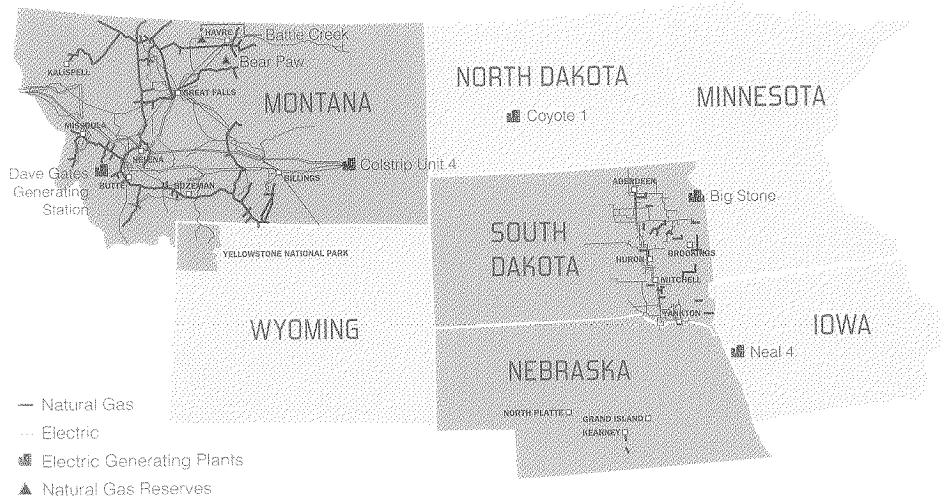 HAVRE
Battle Creek
Bear Paw
KALISPELL
GREAT FALLS
MONTANA
MISSOULA
HELENA
Dave Gates
Generating
Station
BUTTE
BOZEMAN
BILLINGS
Colstrip Unit 4
YELLOWSTONE NATIONAL PARK
WYOMING
NORTH DAKOTA
Coyote 1
MINNESOTA
ABERDEEN
Big Stone
SOUTH
DAKOTA
HURON
BROOKINGS
MITCHELL
YANKTON
IOWA
Neal 4
NEBRASKA
NORTH PLATTE
GRAND ISLAND
KEARNEY
Natural Gas
Electric
Electric Generating Plants
Natural Gas Reserves